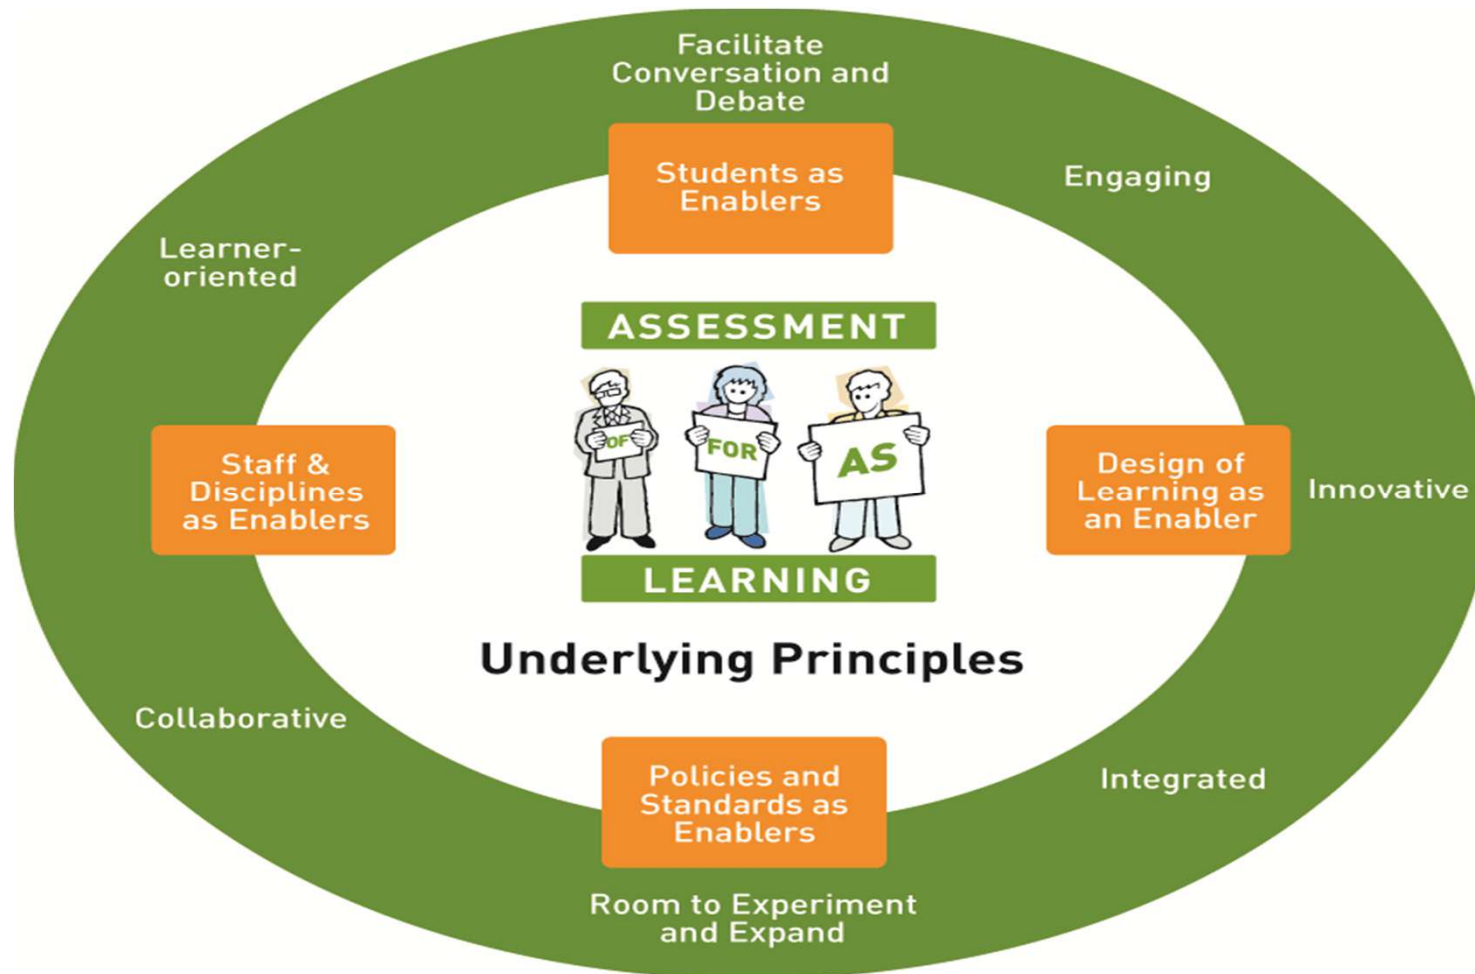 Facilitate
Conversation and
Debate
Students as
Enablers
Engaging
Learner-
oriented
ASSESSMENT
OF
FOR
AS
LEARNING
Staff &
Disciplines
as Enablers
Design of
Learning as
an Enabler
Innovative
Underlying Principles
Collaborative
Policies and
Standards as
Enablers
Integrated
Room to Experiment
and Expand